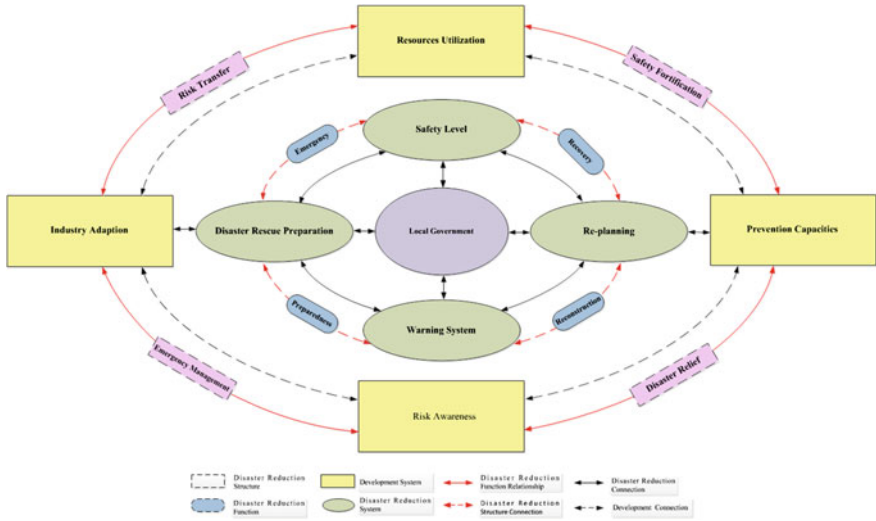 Resources Utilization
Risk Transfer
Safety Fortification
Safety Level
Emergency
Recovery
Industry Adaption
Disaster Rescue Preparation
Local Government
Re-planning
Prevention Capacities
Preparedness
Reconstruction
Warning System
Emergency Management
Disaster Relief
Risk Awareness
Disaster Reduction
Structure
Development System
Disaster Reduction
Function Relationship
Disaster Reduction
Connection
Disaster Reduction
Function
Disaster Reduction
System
Disaster Reduction
Structure Connection
Development Connection